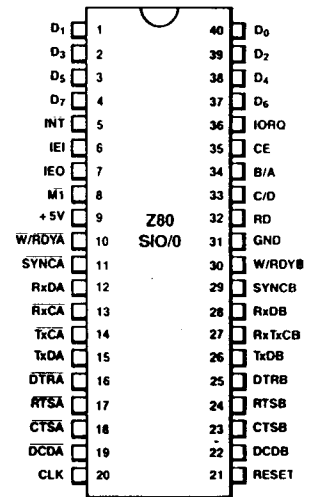 D1 1 40 D0
D3 2 39 D2
D5 3 38 D4
D7 4 37 D6
INT 5 36 IORQ
IEI 6 35 CE
IEO 7 34 B/A
M1 8 33 C/D
+5V 9 32 RD
Z80
SIO/0
W/RDYA 10 31 GND
SYNCA 11 30 W/RDYB
RxDA 12 29 SYNCB
RxCA 13 28 RxDB
TxCA 14 27 RxTxCB
TxDA 15 26 TxDB
DTRA 16 25 DTRB
RTSA 17 24 RTSB
CTSA 18 23 CTSB
DCDA 19 22 DCDB
CLK 20 21 RESET